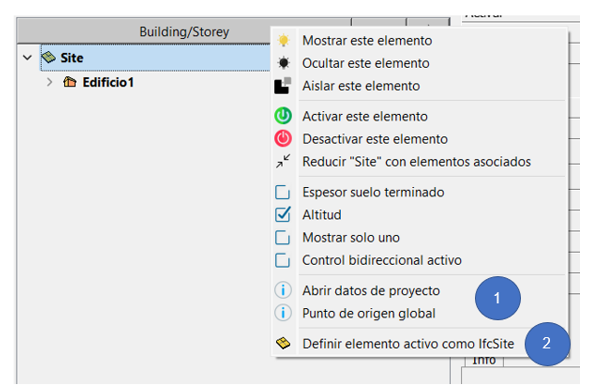 Activar
Building/Storey
Site
Edificio1
Mostrar este elemento
Ocultar este elemento
Aislar este elemento
Activar este elemento
Desactivar este elemento
Reducir "Site" con elementos asociados
Espesor suelo terminado
Altitud
Mostrar solo uno
Control bidireccional activo
Abrir datos de proyecto
1
Punto de origen global
Definir elemento activo como IfcSite
2
Info